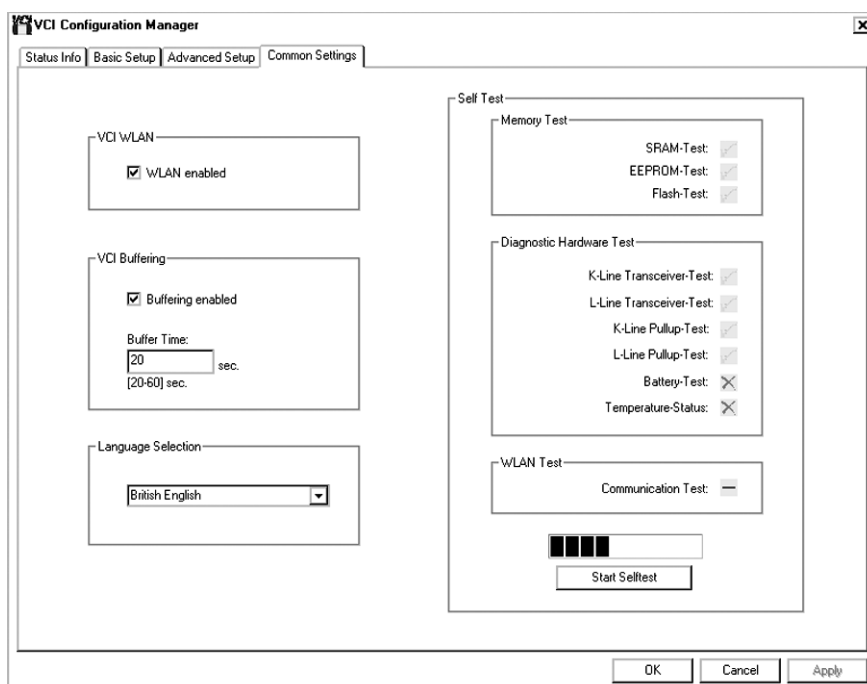 VCI Configuration Manager
Status Info
Basic Setup
Advanced Setup
Common Settings
VCI WLAN
WLAN enabled
VCI Buffering
Buffering enabled
Buffer Time:
20 sec.
[20-60] sec.
Language Selection
British English
Self Test
Memory Test
SRAM-Test:
EEPROM-Test:
Flash-Test:
Diagnostic Hardware Test
K-Line Transceiver-Test:
L-Line Transceiver-Test:
K-Line Pullup-Test:
L-Line Pullup-Test:
Battery-Test:
Temperature-Status:
WLAN Test
Communication Test:
Start Selftest
OK
Cancel
Apply